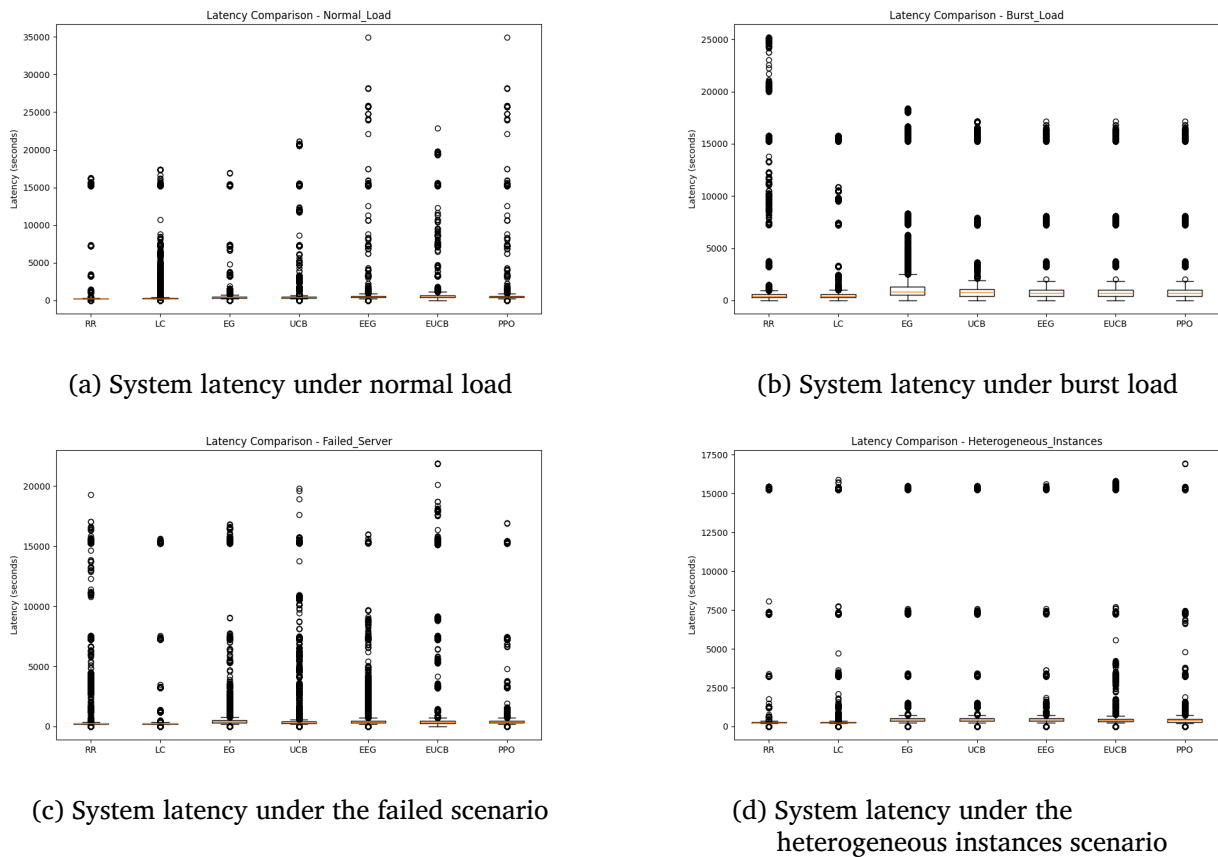 Latency Comparison - Normal_Load
Latency (seconds)
35000
30000
25000
20000
15000
10000
5000
0
RR LC EG UCB EEG EUCB PPO
(a) System latency under normal load
Latency Comparison - Burst_Load
Latency (seconds)
25000
20000
15000
10000
5000
0
RR LC EG UCB EEG EUCB PPO
(b) System latency under burst load
Latency Comparison - Failed_Server
Latency (seconds)
20000
15000
10000
5000
0
RR LC EG UCB EEG EUCB PPO
(c) System latency under the failed scenario
Latency Comparison - Heterogeneous_Instances
Latency (seconds)
17500
15000
12500
10000
7500
5000
2500
0
RR LC EG UCB EEG EUCB PPO
(d) System latency under the
heterogeneous instances scenario